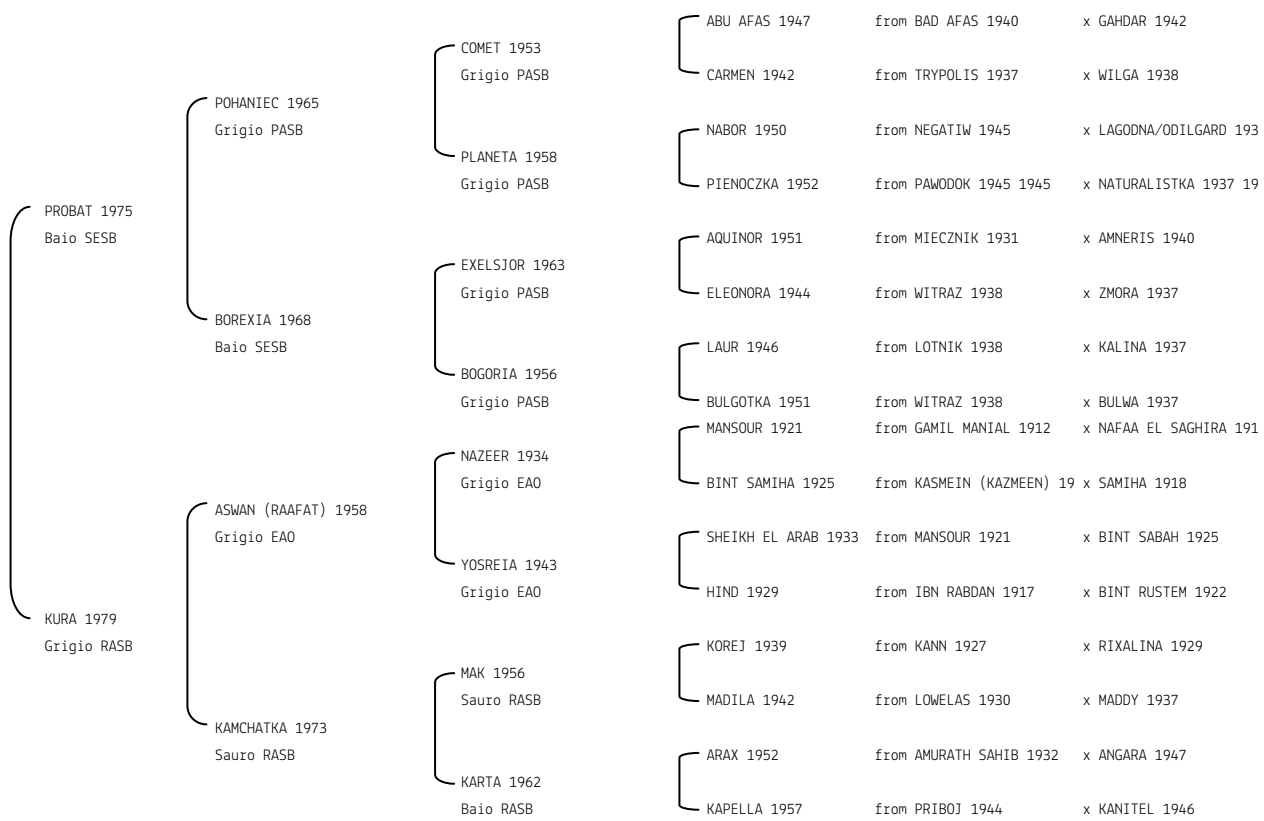 ABU AFAS 1947 from BAD AFAS 1940 x GAHDAR 1942
COMET 1953
Grigio PASB
CARMEN 1942 from TRYPOLIS 1937 x WILGA 1938
POHANIEC 1965
Grigio PASB
NABOR 1950 from NEGATIW 1945 x LAGODNA/ODILGARD 193
PLANETA 1958
Grigio PASB
PIENOCZKA 1952 from PAWODOK 1945 1945 x NATURALISTKA 1937 19
PROBAT 1975
Baio SESB
AQUINOR 1951 from MIECZNIK 1931 x AMNERIS 1940
EXELSJOR 1963
Grigio PASB
ELEONORA 1944 from WITRAZ 1938 x ZMORA 1937
BOREXIA 1968
Baio SESB
LAUR 1946 from LOTNIK 1938 x KALINA 1937
BOGORIA 1956
Grigio PASB
BULGOTKA 1951 from WITRAZ 1938 x BULWA 1937
MANSOUR 1921 from GAMIL MANIAL 1912 x NAFAA EL SAGHIRA 191
NAZEER 1934
Grigio EAO
BINT SAMIHA 1925 from KASMEIN (KAZMEEN) 19 x SAMIHA 1918
ASWAN (RAAFAT) 1958
Grigio EAO
SHEIKH EL ARAB 1933 from MANSOUR 1921 x BINT SABAH 1925
YOSREIA 1943
Grigio EAO
HIND 1929 from IBN RABDAN 1917 x BINT RUSTEM 1922
KURA 1979
Grigio RASB
KOREJ 1939 from KANN 1927 x RIXALINA 1929
MAK 1956
Sauro RASB
MADILA 1942 from LOWELAS 1930 x MADDY 1937
KAMCHATKA 1973
Sauro RASB
ARAX 1952 from AMURATH SAHIB 1932 x ANGARA 1947
KARTA 1962
Baio RASB
KAPELLA 1957 from PRIBOJ 1944 x KANITEL 1946